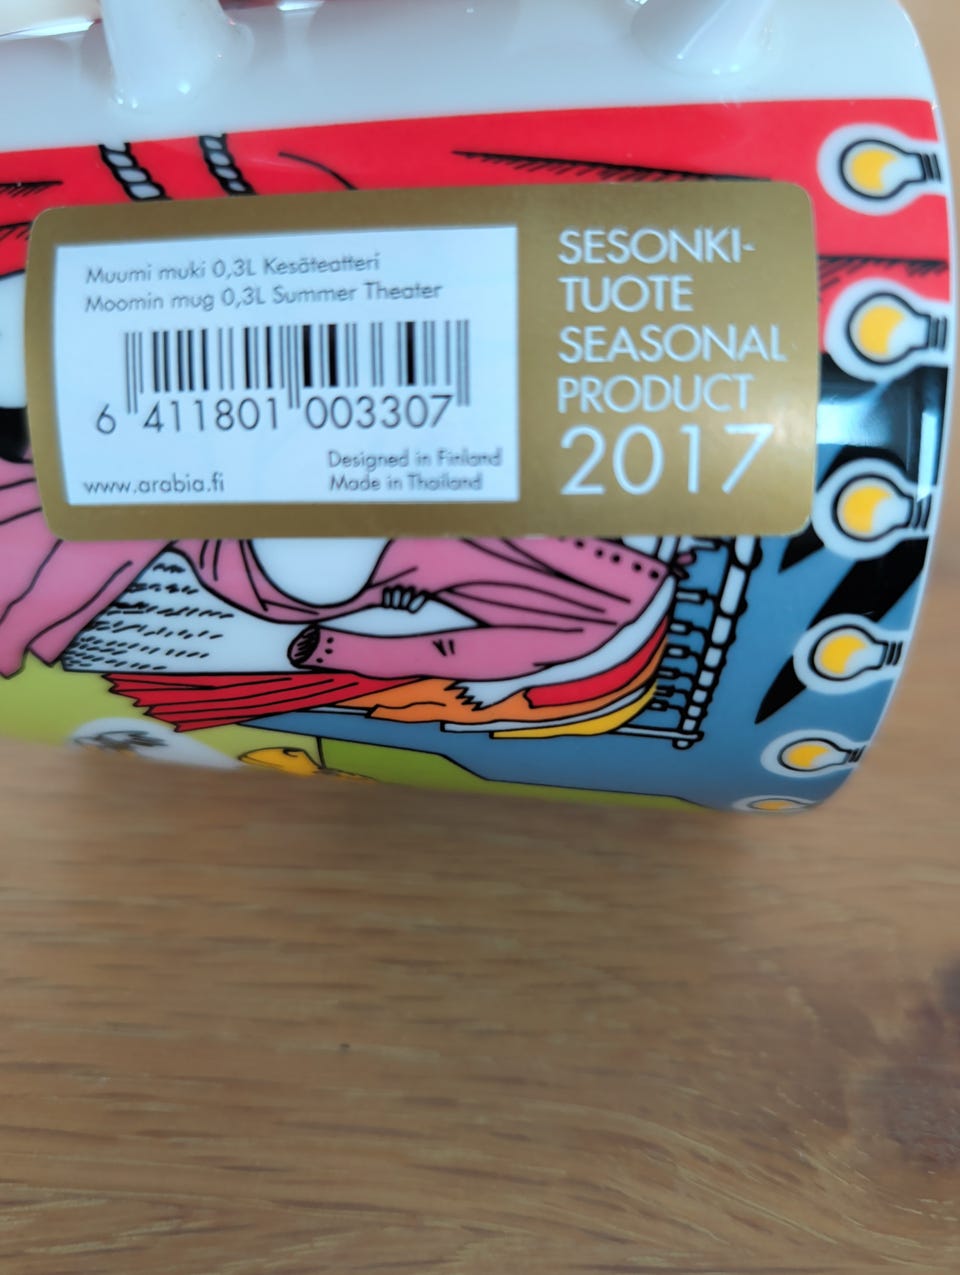 Muumi muki 0,3L Kesäteatteri
Moomin mug 0,3L Summer Theater
6 411801 003307
www.arabia.fi
Designed in Finland
Made in Thailand
SESONKI-
TUOTE
SEASONAL
PRODUCT
2017